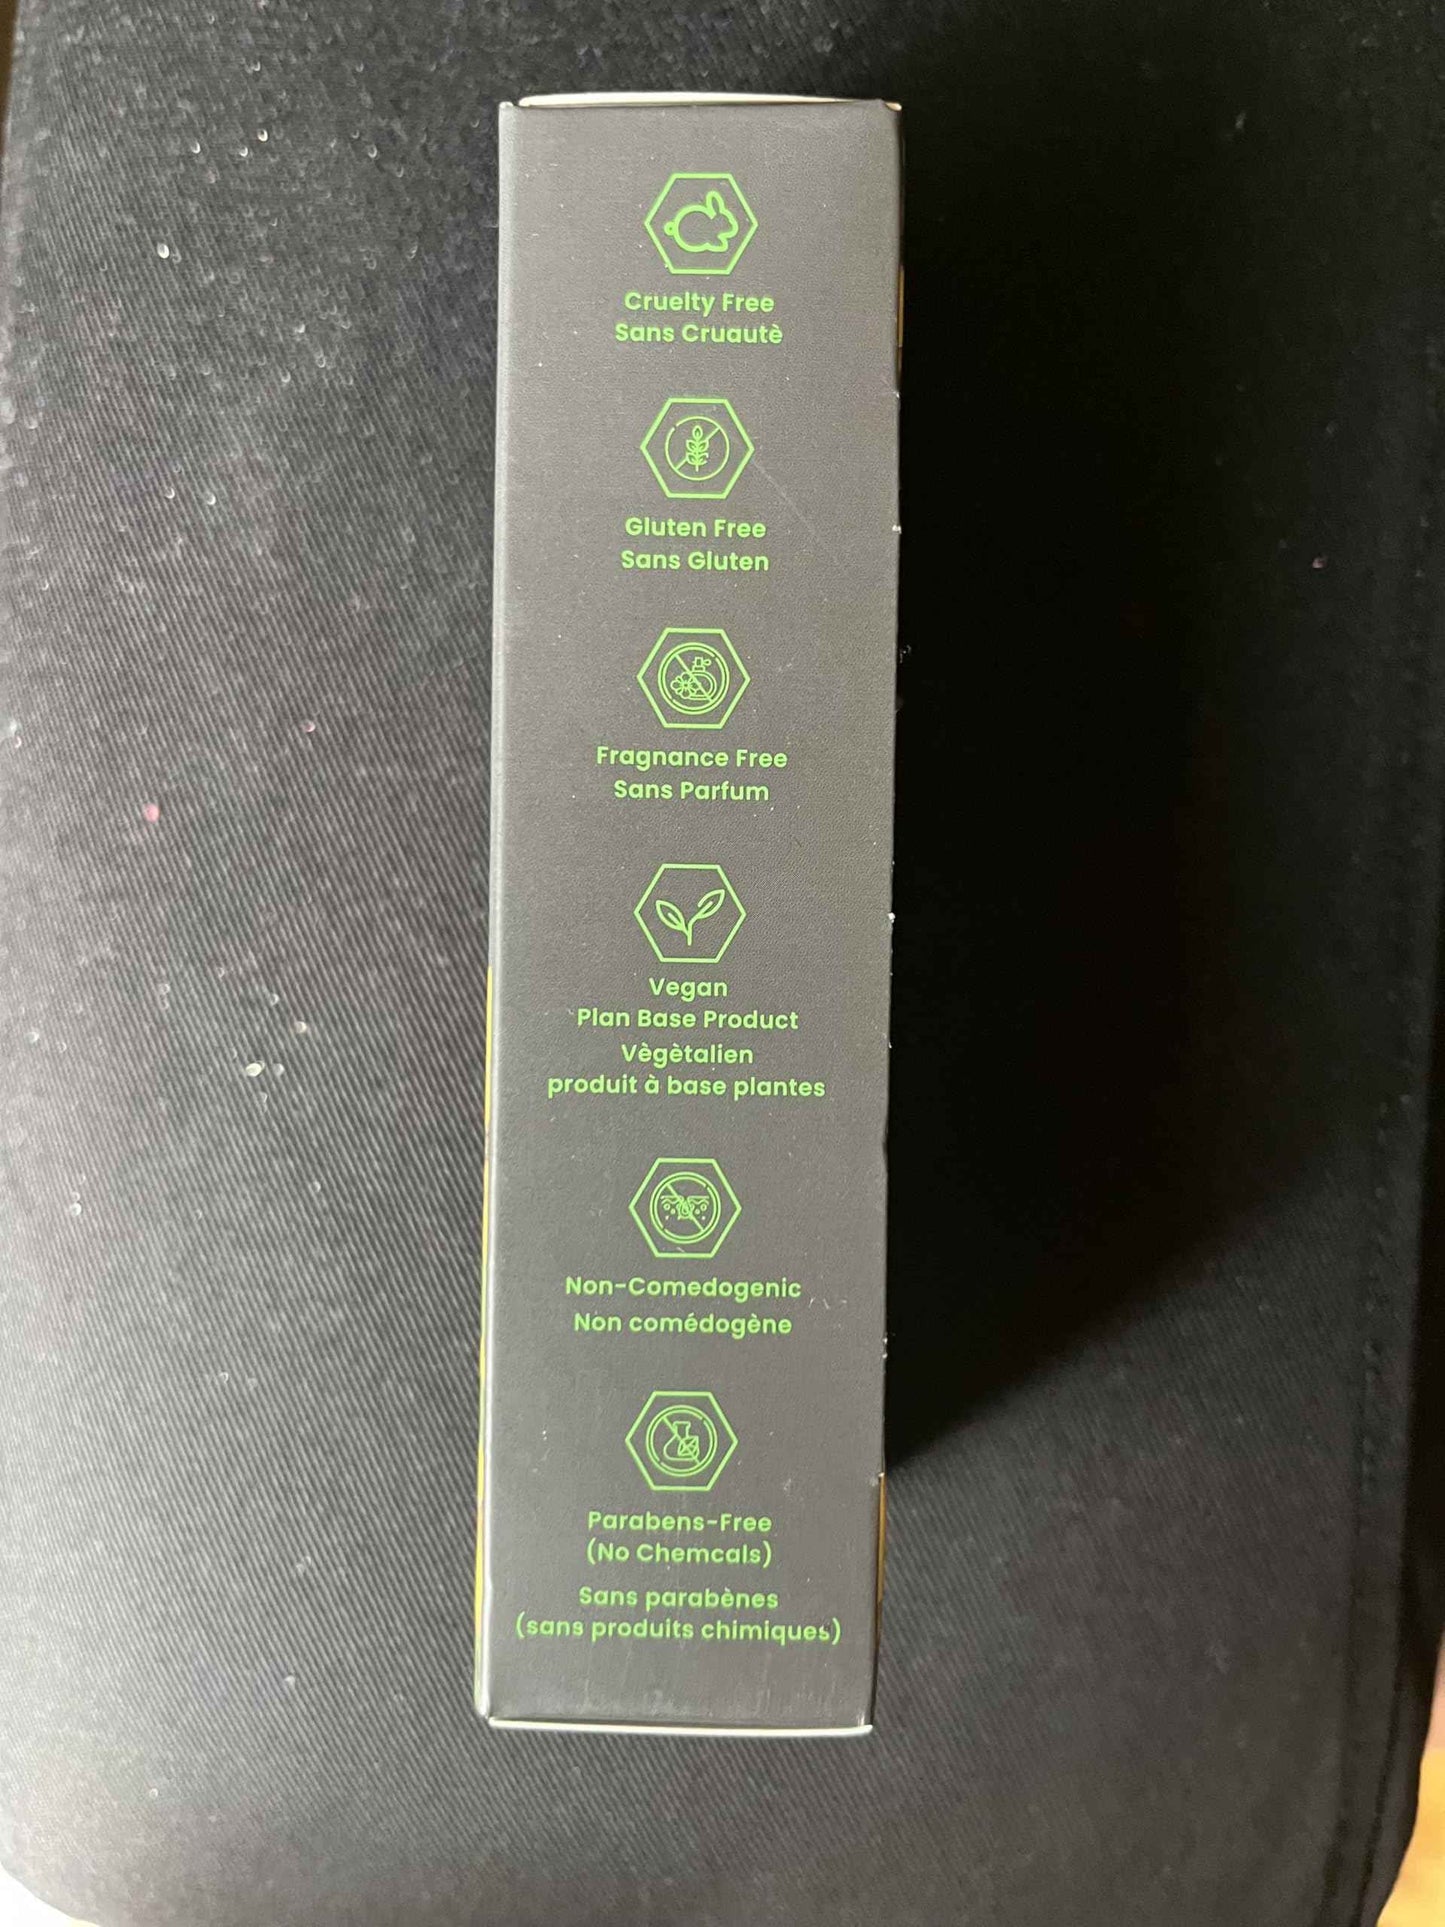 Cruelty Free
Sans Cruautè
Gluten Free
Sans Gluten
Fragnance Free
Sans Parfum
Vegan
Plan Base Product
Vègètalien
produit à base plantes
Non-Comedogenic
Non comédogène
Parabens-Free
(No Chemcals)
Sans parabènes
(sans produits chimiques)